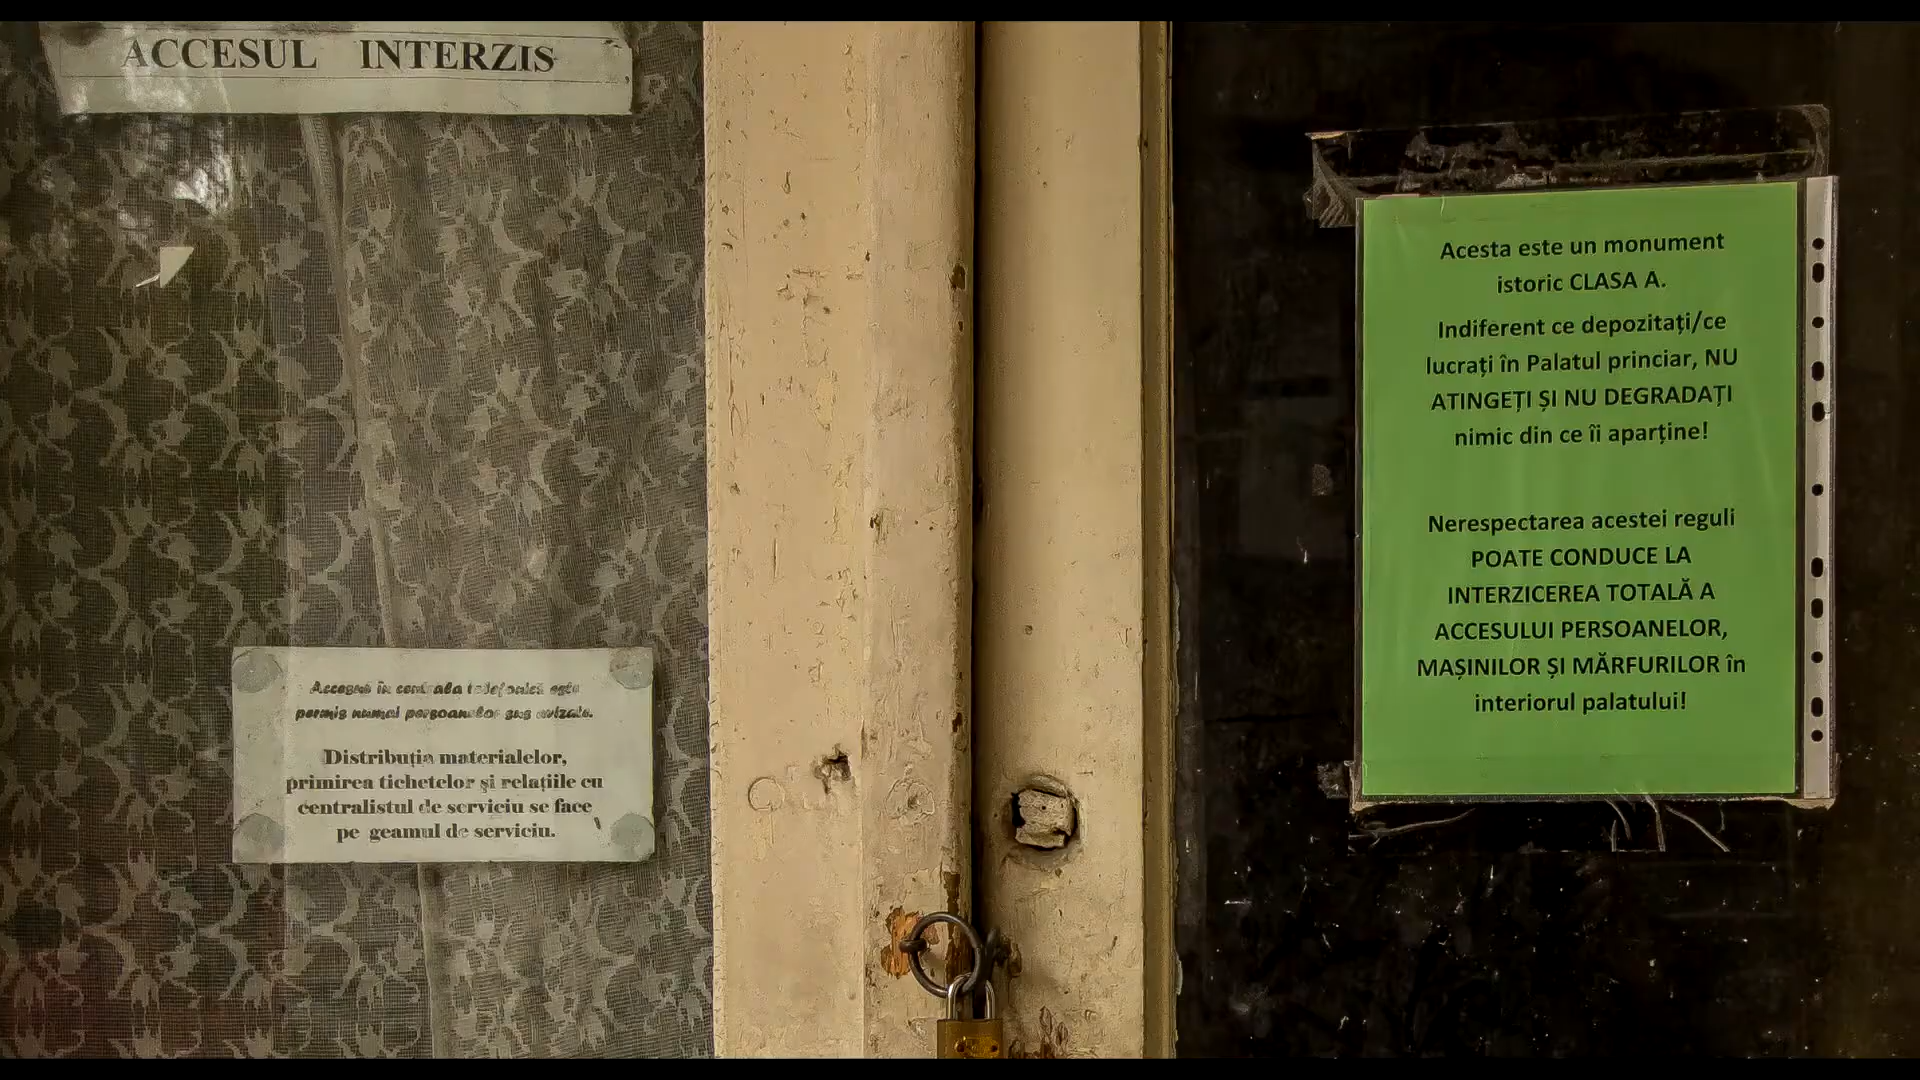 ACCESUL INTERZIS
Accesul în centrala telefonică este
permis numai persoanelor avizate.
Distribuția materialelor,
primirea tichetelor și relațiile cu
centralistul de serviciu se face
pe geamul de serviciu.
Acesta este un monument
istoric CLASA A.
Indiferent ce depozitați/ce
lucrați în Palatul princiar, NU
ATINGEȚI ȘI NU DEGRADAȚI
nimic din ce îi aparține!
Nerespectarea acestei reguli
POATE CONDUCE LA
INTERZICEREA TOTALĂ A
ACCESULUI PERSOANELOR,
MAȘINILOR ȘI MĂRFURILOR în
interiorul palatului!